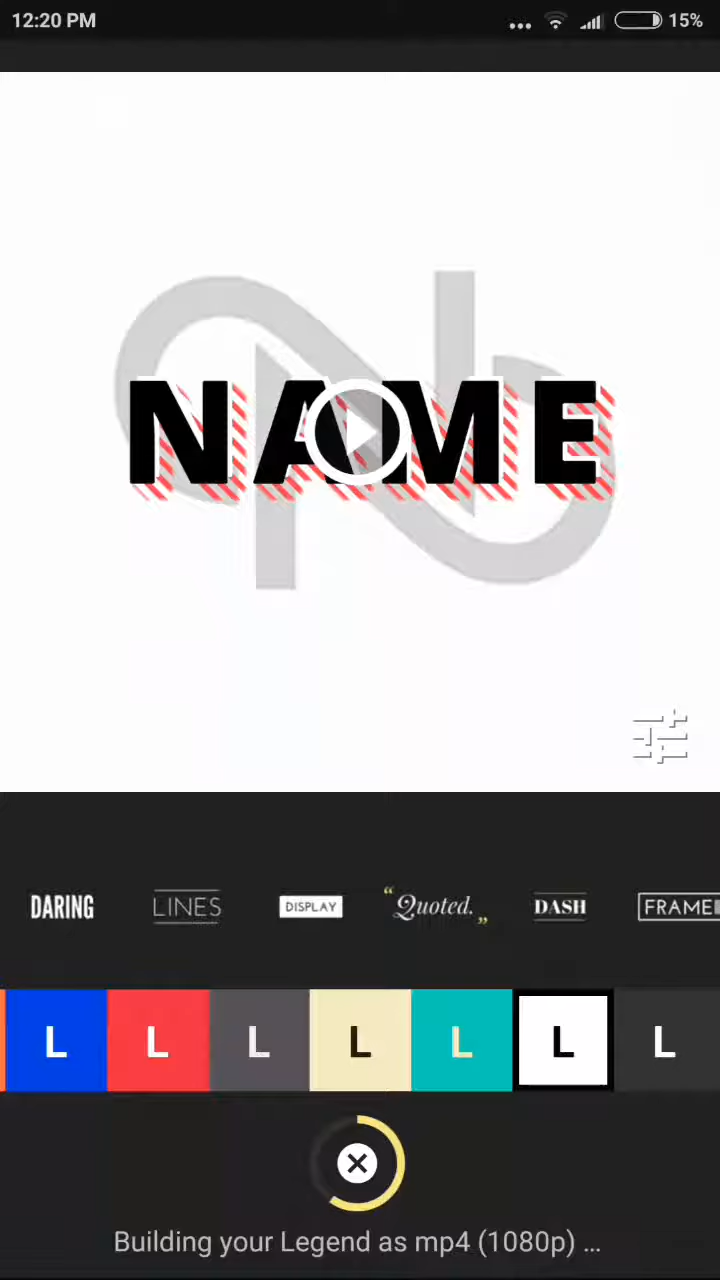 12:20 PM
15%
NAME
DARING
LINES
DISPLAY
“Quoted.„
DASH
FRAME
L L L L L L L
Building your Legend as mp4 (1080p) ...